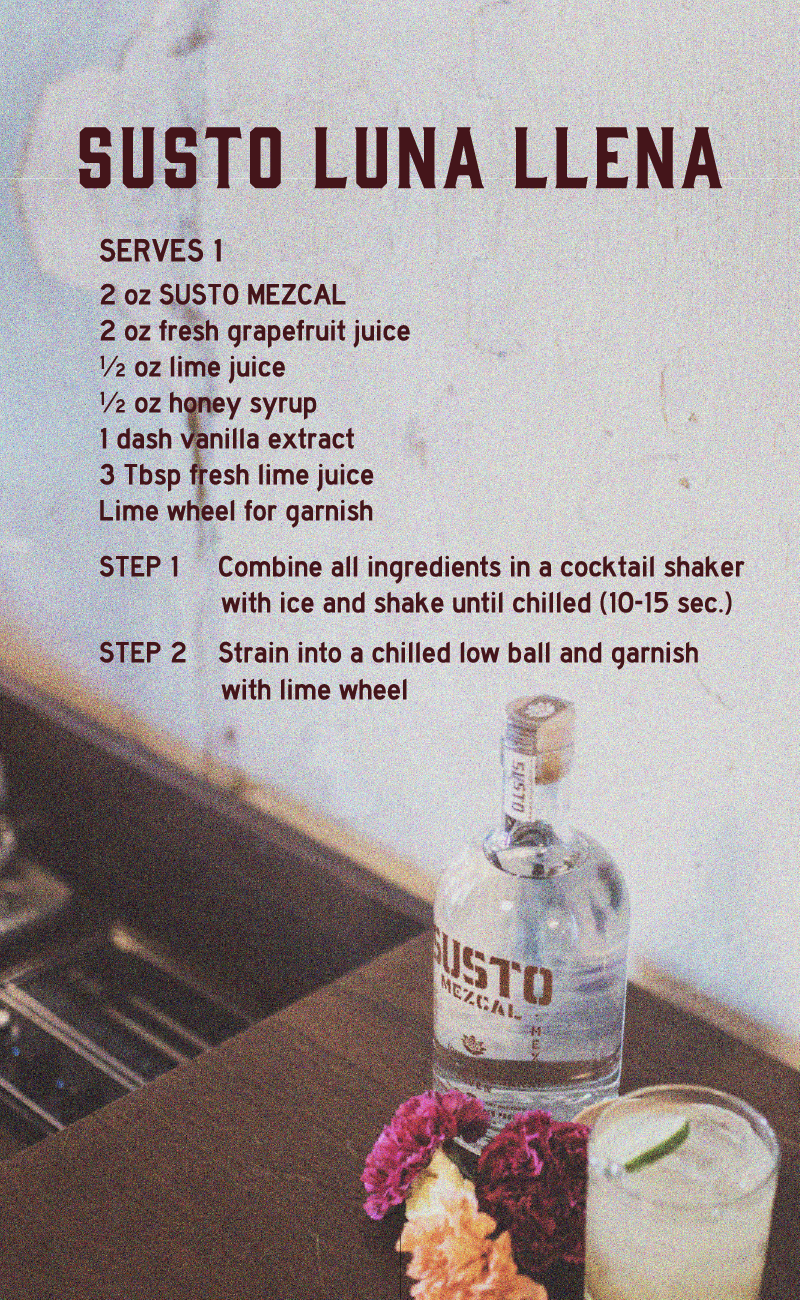 SUSTO LUNA LLENA
SERVES 1
2 oz SUSTO MEZCAL
2 oz fresh grapefruit juice
½ oz lime juice
½ oz honey syrup
1 dash vanilla extract
3 Tbsp fresh lime juice
Lime wheel for garnish
STEP 1 Combine all ingredients in a cocktail shaker
with ice and shake until chilled (10-15 sec.)
STEP 2 Strain into a chilled low ball and garnish
with lime wheel
SUSTO
SUSTO
MEZCAL